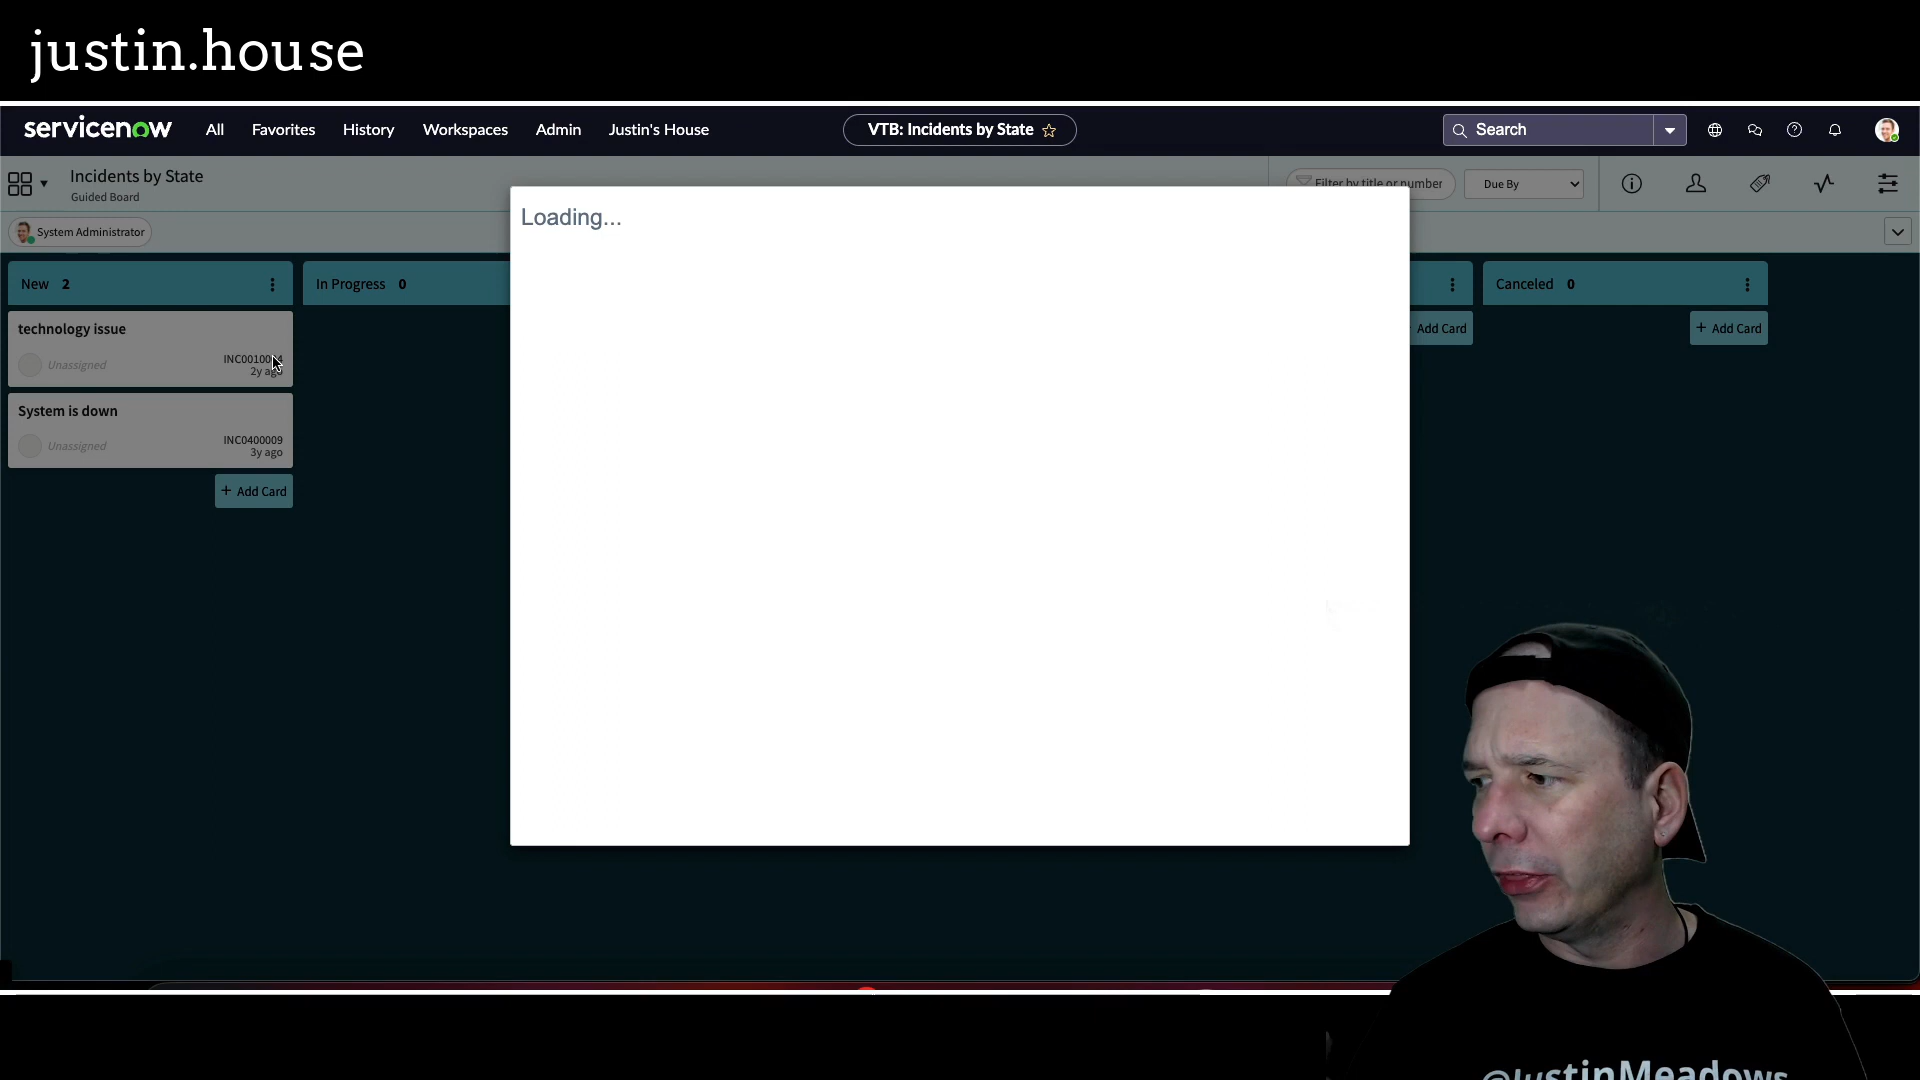 justin.house
servicenow All Favorites History Workspaces Admin Justin's House VTB: Incidents by State Search
Incidents by State
Guided Board
Filter by title or number
Due By
System Administrator
New 2
In Progress 0
Canceled 0
Loading...
technology issue
Unassigned
2y ago
System is down
Unassigned
INC0400009
3y ago
+ Add Card
Add Card
+ Add Card
@JustinMeadows